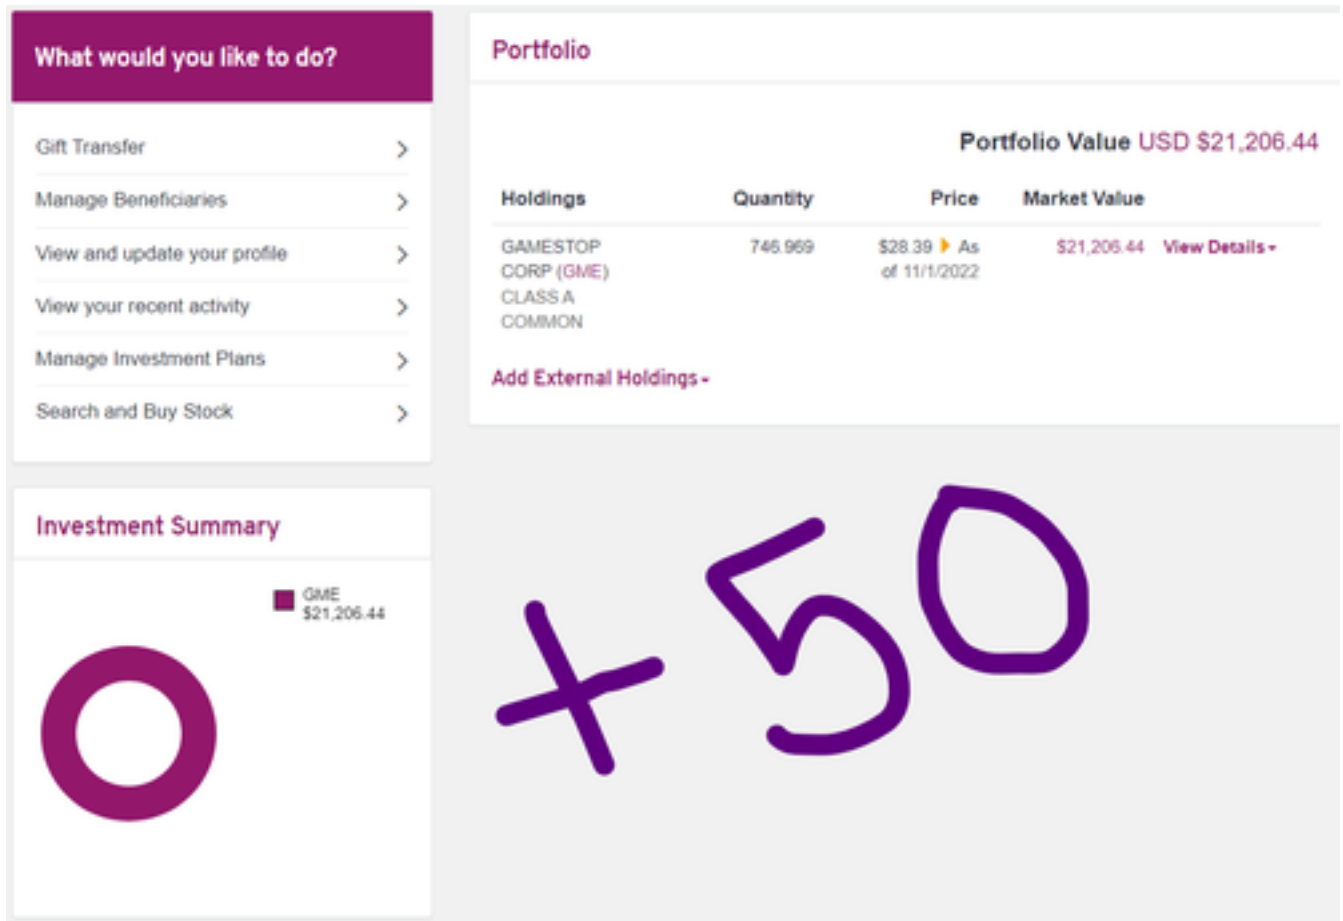 What would you like to do?
Gift Transfer
Manage Beneficiaries
View and update your profile
View your recent activity
Manage Investment Plans
Search and Buy Stock
Portfolio
Portfolio Value USD $21,206.44
Holdings Quantity Price Market Value
GAMESTOP 746.969 $28.39 As $21,206.44 View Details
CORP (GME) of 11/1/2022
CLASS A
COMMON
Add External Holdings
Investment Summary
GME
$21,206.44
+50